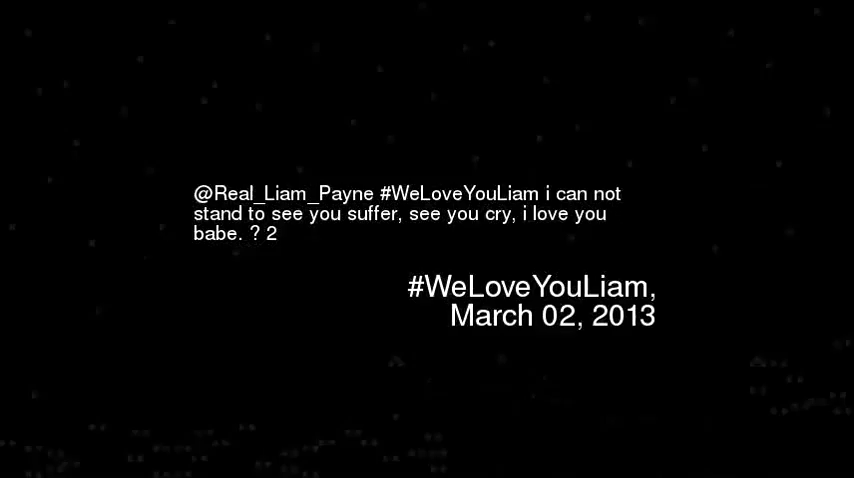 @Real_Liam_Payne #WeLoveYouLiam i can not
stand to see you suffer, see you cry, i love you
babe. ? 2
#WeLoveYouLiam,
March 02, 2013